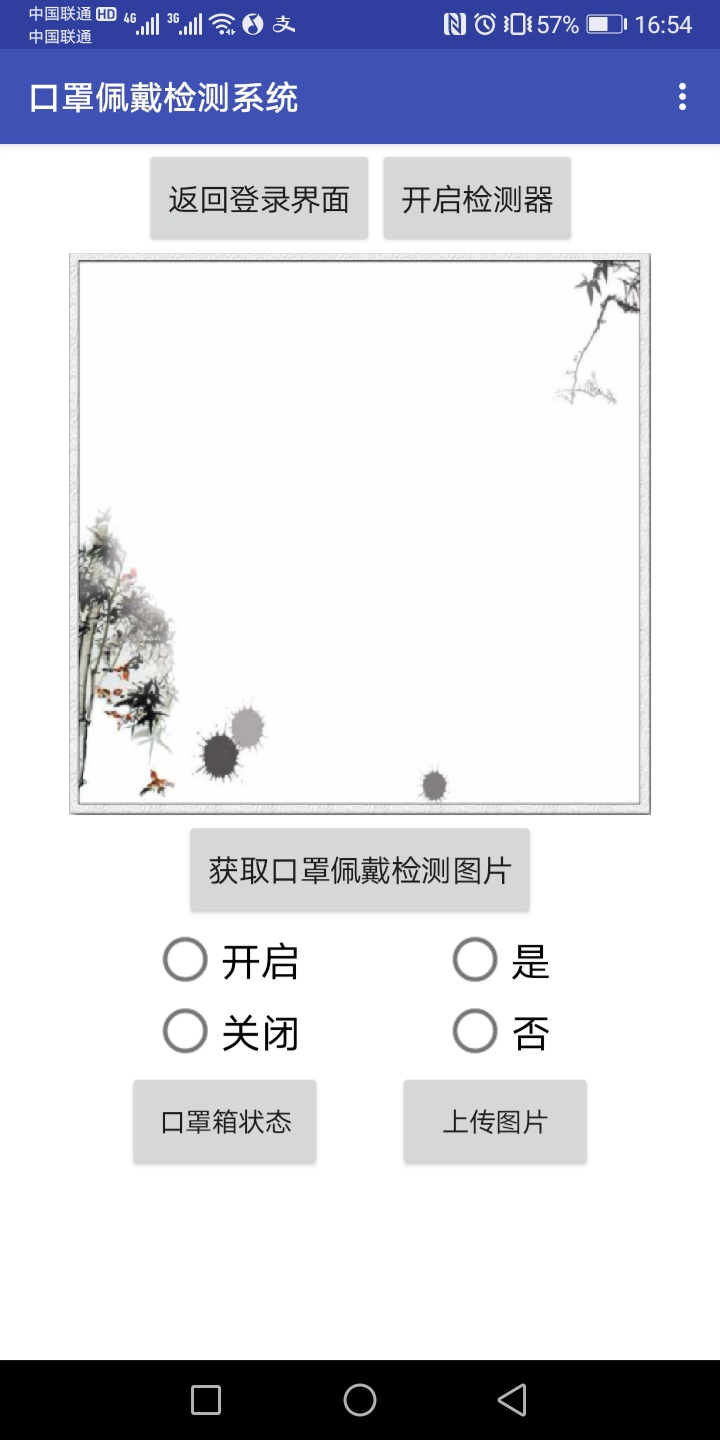 中国联通 HD 4G 3G 支 57% 16:54
中国联通
口罩佩戴检测系统
返回登录界面 开启检测器
获取口罩佩戴检测图片
开启 是
关闭 否
口罩箱状态 上传图片